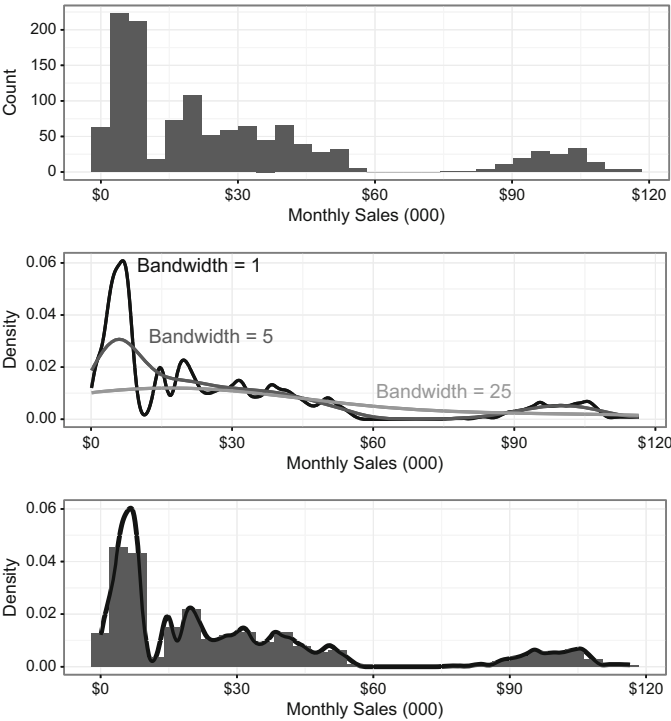 200
150
100
50
0
Count
$0 $30 $60 $90 $120
Monthly Sales (000)
0.06
0.04
0.02
0.00
Density
Bandwidth = 1
Bandwidth = 5
Bandwidth = 25
$0 $30 $60 $90 $120
Monthly Sales (000)
0.06
0.04
0.02
0.00
Density
$0 $30 $60 $90 $120
Monthly Sales (000)